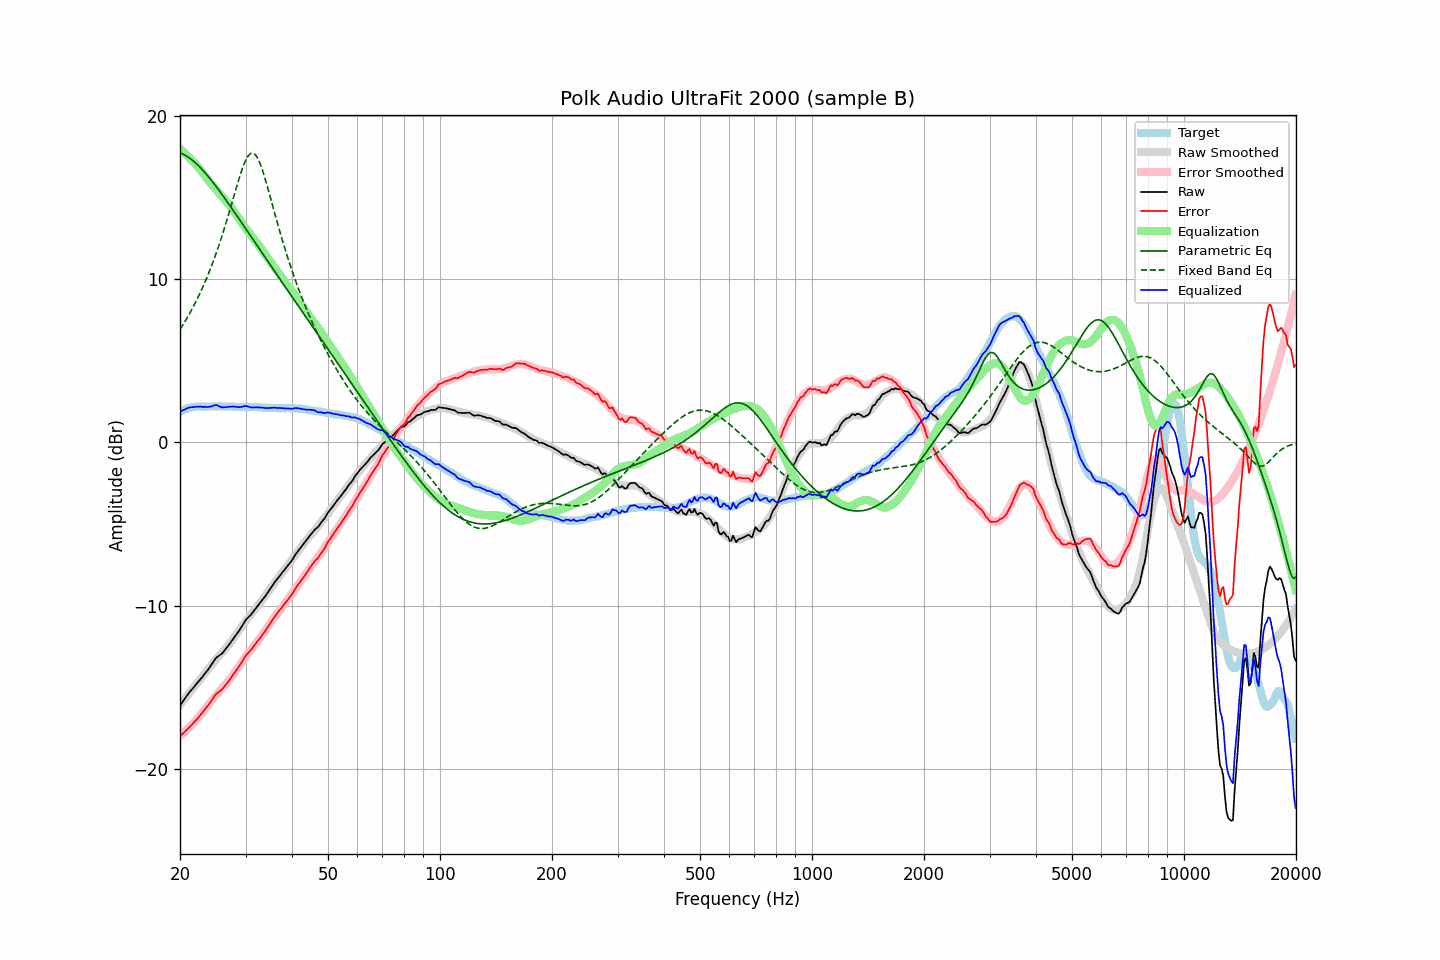 Polk Audio UltraFit 2000 (sample B)
Amplitude (dBr)
20
10
0
−10
−20
Target
Raw Smoothed
Error Smoothed
Raw
Error
Equalization
Parametric Eq
Fixed Band Eq
Equalized
20 50 100 200 500 1000 2000 5000 10000 20000
Frequency (Hz)